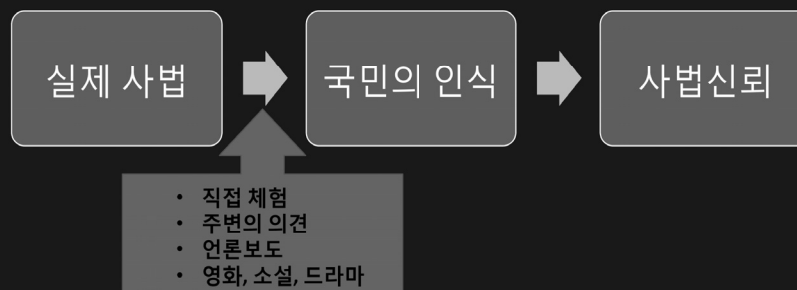 실제 사법
국민의 인식
사법신뢰
• 직접 체험
• 주변의 의견
• 언론보도
• 영화, 소설, 드라마